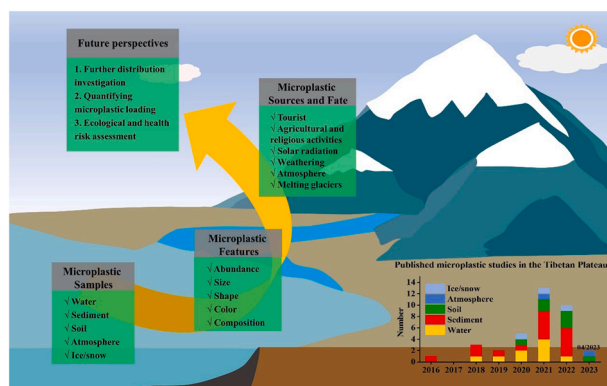 Future perspectives
1. Further distribution
investigation
2. Quantifying
microplastic loading
3. Ecological and health
risk assessment
Microplastic
Sources and Fate
√ Tourist
√ Agricultural and
religious activities
√ Solar radiation
√ Weathering
√ Atmosphere
√ Melting glaciers
Microplastic
Features
√ Abundance
√ Size
√ Shape
√ Color
√ Composition
Microplastic
Samples
√ Water
√ Sediment
√ Soil
√ Atmosphere
√ Ice/snow
Published microplastic studies in the Tibetan Plateau
Number
14
12
10
8
6
4
2
0
Ice/snow
Atmosphere
Soil
Sediment
Water
04/2023
2016 2017 2018 2019 2020 2021 2022 2023